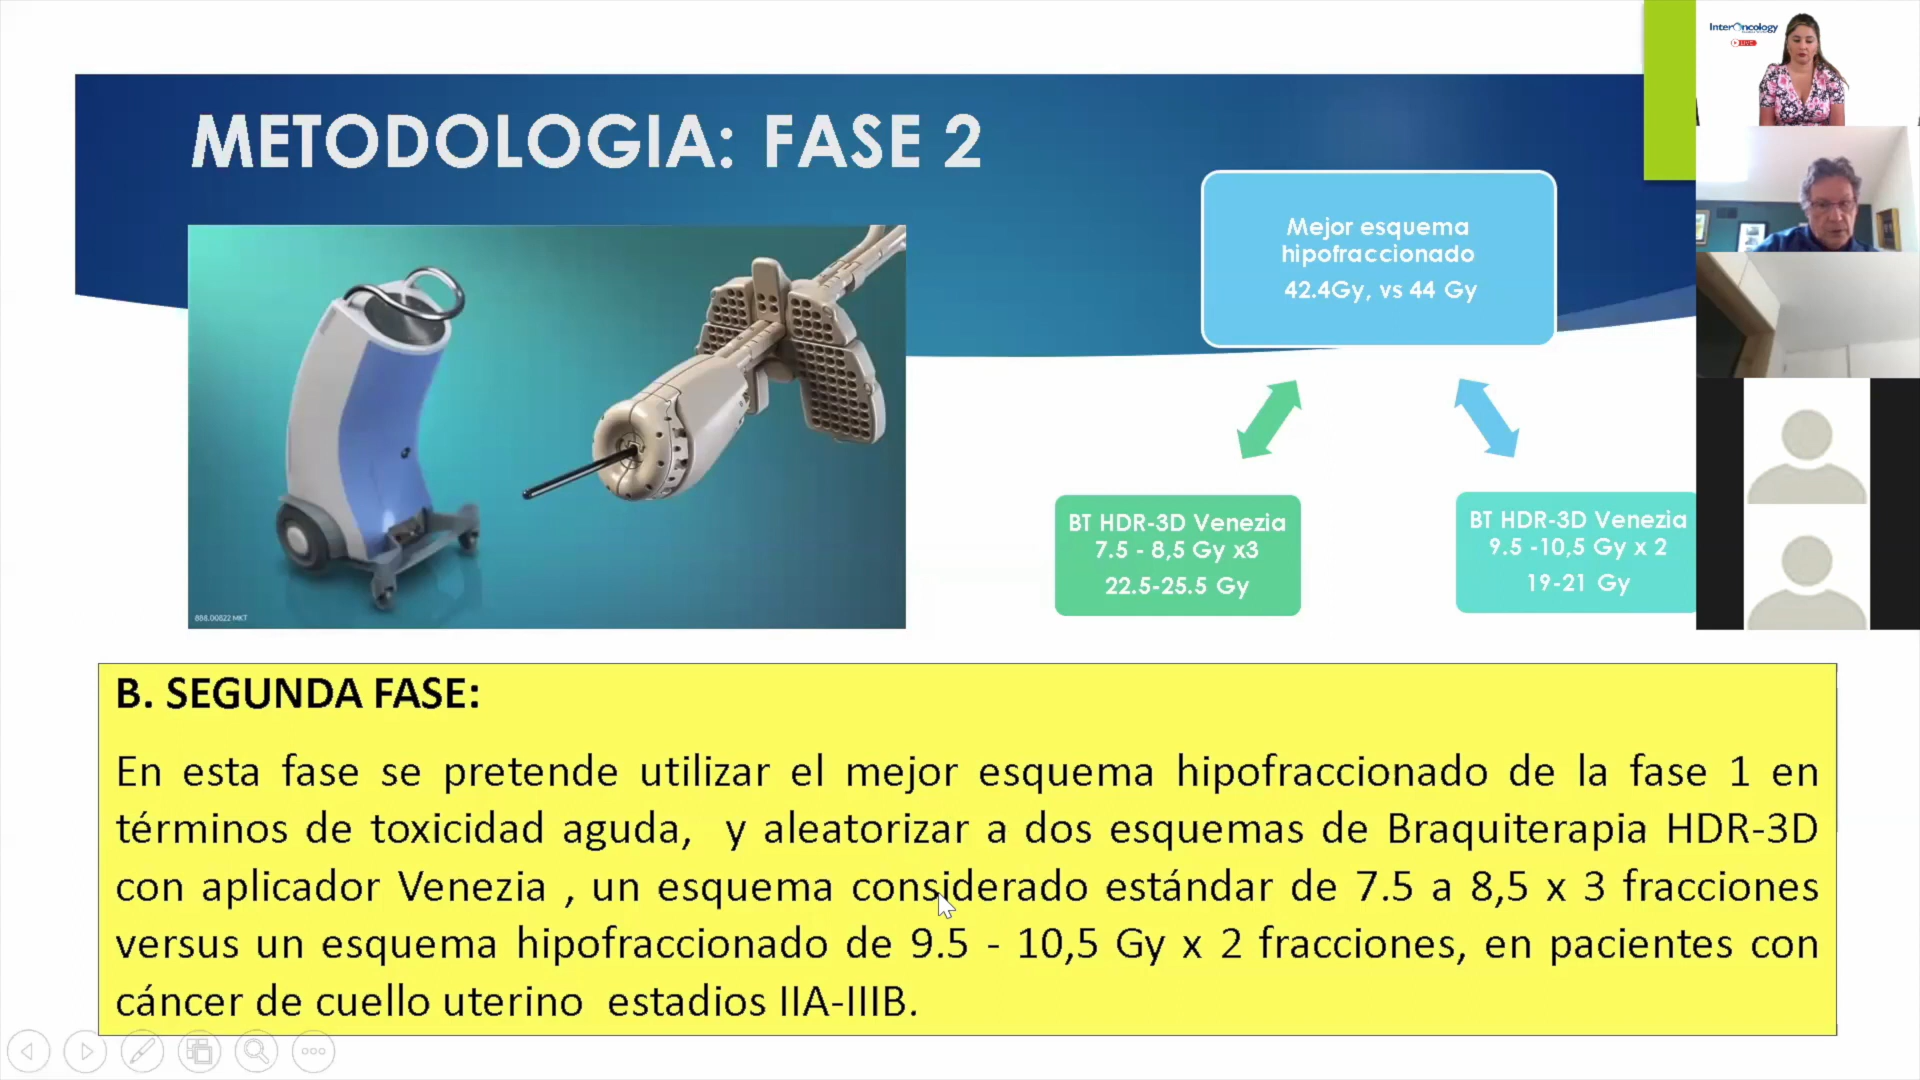 METODOLOGIA: FASE 2
InterOncology
LIVE
Mejor esquema
hipofraccionado
42.4Gy, vs 44 Gy
BT HDR-3D Venezia
7.5 - 8,5 Gy x3
22.5-25.5 Gy
BT HDR-3D Venezia
9.5 -10,5 Gy x 2
19-21 Gy
888.00822 MKT
B. SEGUNDA FASE:
En esta fase se pretende utilizar el mejor esquema hipofraccionado de la fase 1 en
términos de toxicidad aguda, y aleatorizar a dos esquemas de Braquiterapia HDR-3D
con aplicador Venezia , un esquema considerado estándar de 7.5 a 8,5 x 3 fracciones
versus un esquema hipofraccionado de 9.5 - 10,5 Gy x 2 fracciones, en pacientes con
cáncer de cuello uterino estadios IIA-IIIB.